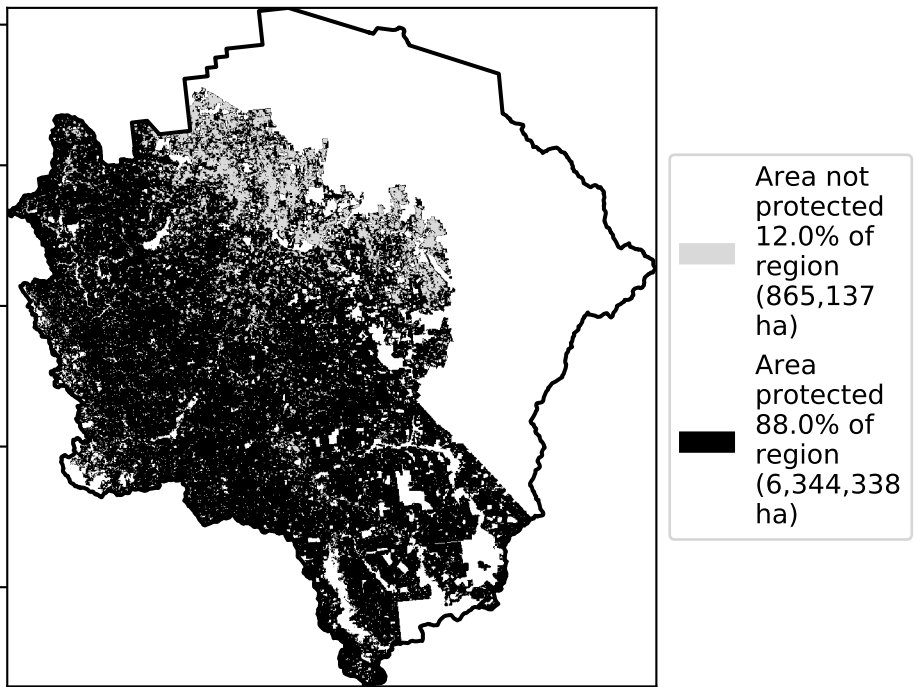 Area not
protected
12.0% of
region
(865,137
ha)
Area
protected
88.0% of
region
(6,344,338
ha)